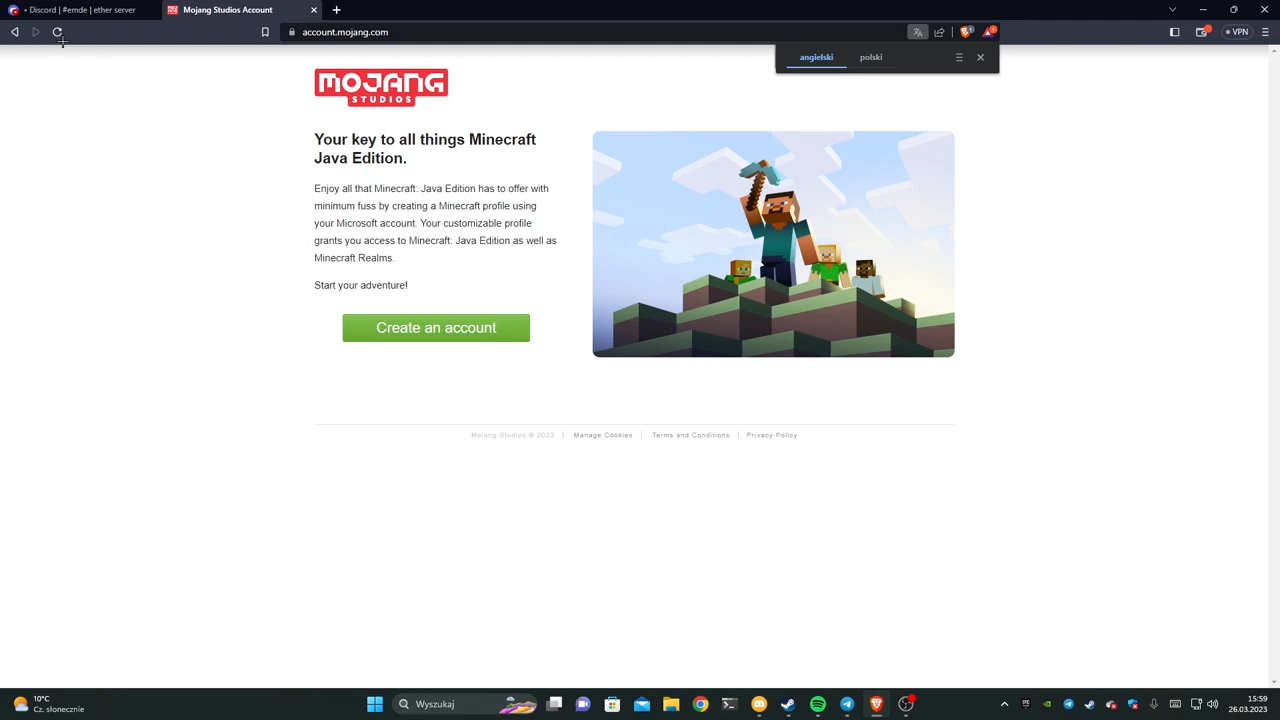 • Discord | #emde | ether server
Mojang Studios Account
account.mojang.com
VPN
angielski
polski
MOJANG
STUDIOS
Your key to all things Minecraft
Java Edition.
Enjoy all that Minecraft: Java Edition has to offer with
minimum fuss by creating a Minecraft profile using
your Microsoft account. Your customizable profile
grants you access to Minecraft: Java Edition as well as
Minecraft Realms.
Start your adventure!
Create an account
Mojang Studios © 2023 | Manage Cookies | Terms and Conditions | Privacy Policy
10°C
Cz. słonecznie
Wyszukaj
15:59
26.03.2023